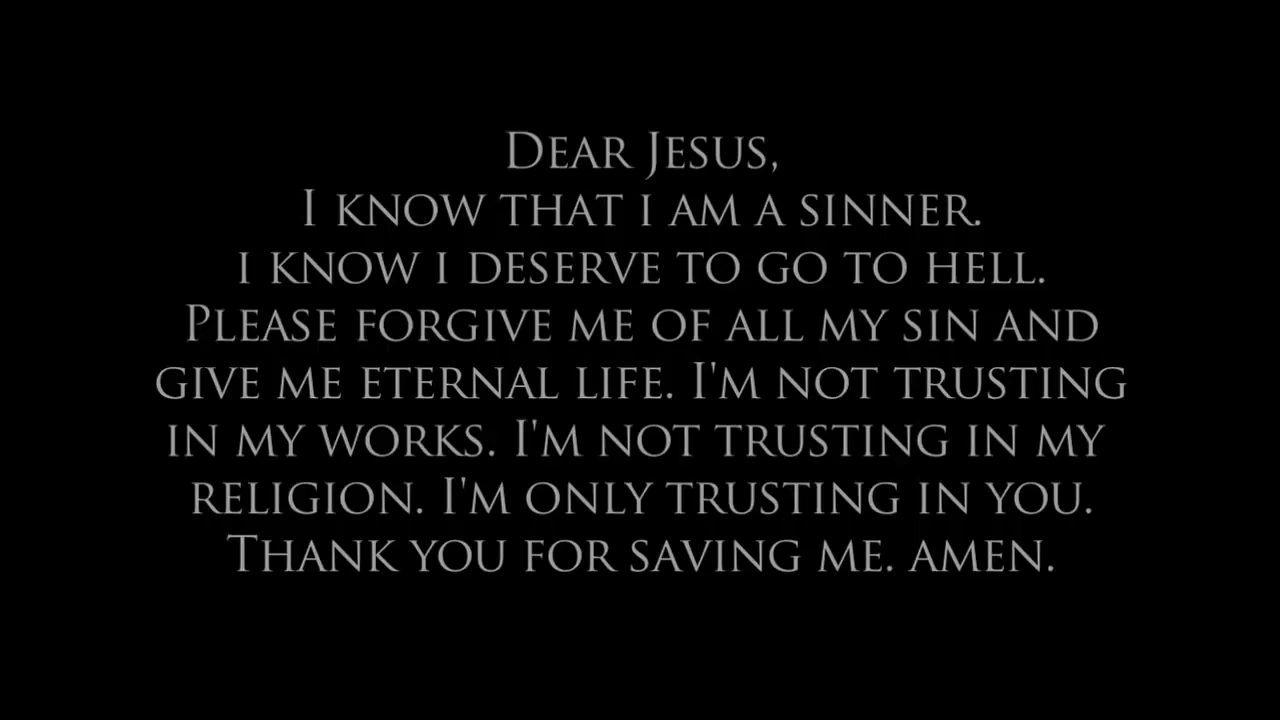 Dear Jesus,
I know that i am a sinner.
i know i deserve to go to hell.
Please forgive me of all my sin and
give me eternal life. I'm not trusting
in my works. I'm not trusting in my
religion. I'm only trusting in you.
Thank you for saving me. amen.